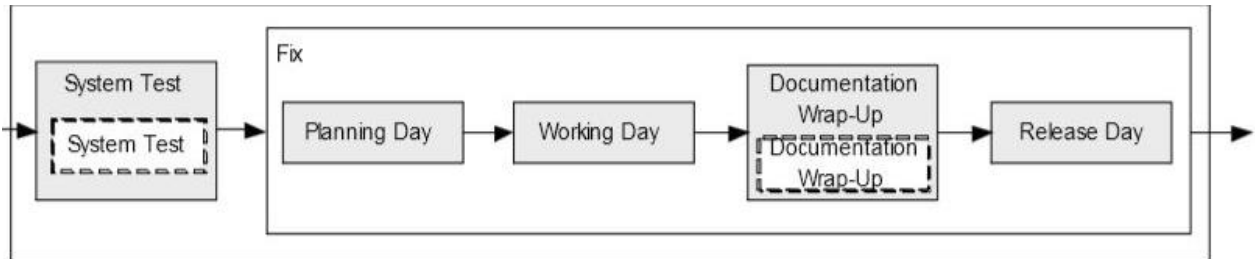 System Test
System Test
Fix
Planning Day
Working Day
Documentation
Wrap-Up
Documentation
Wrap-Up
Release Day